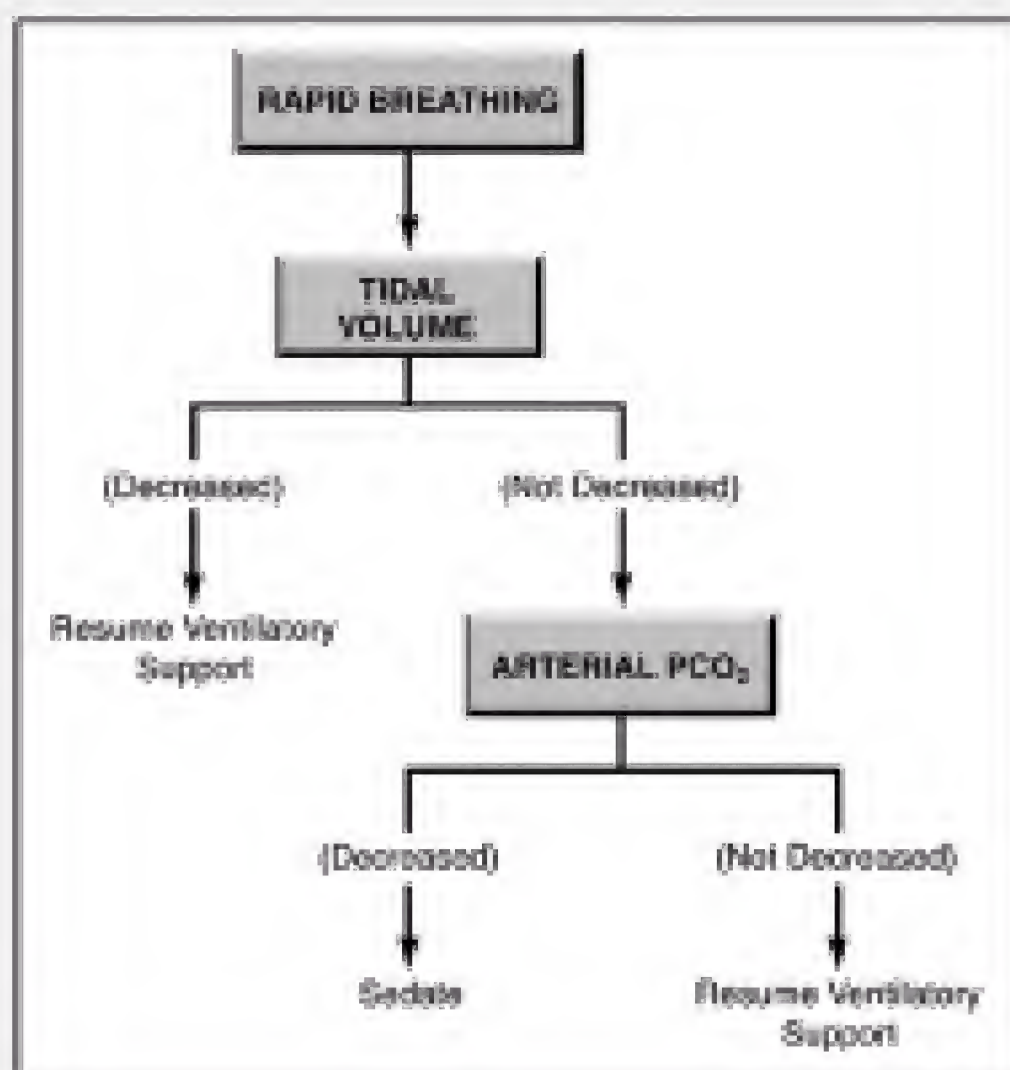 RAPID BREATHING
TIDAL
VOLUME
(Decreased)
(Not Decreased)
Resume Ventilatory
Support
ARTERIAL PCO₂
(Decreased)
(Not Decreased)
Sedate
Resume Ventilatory
Support